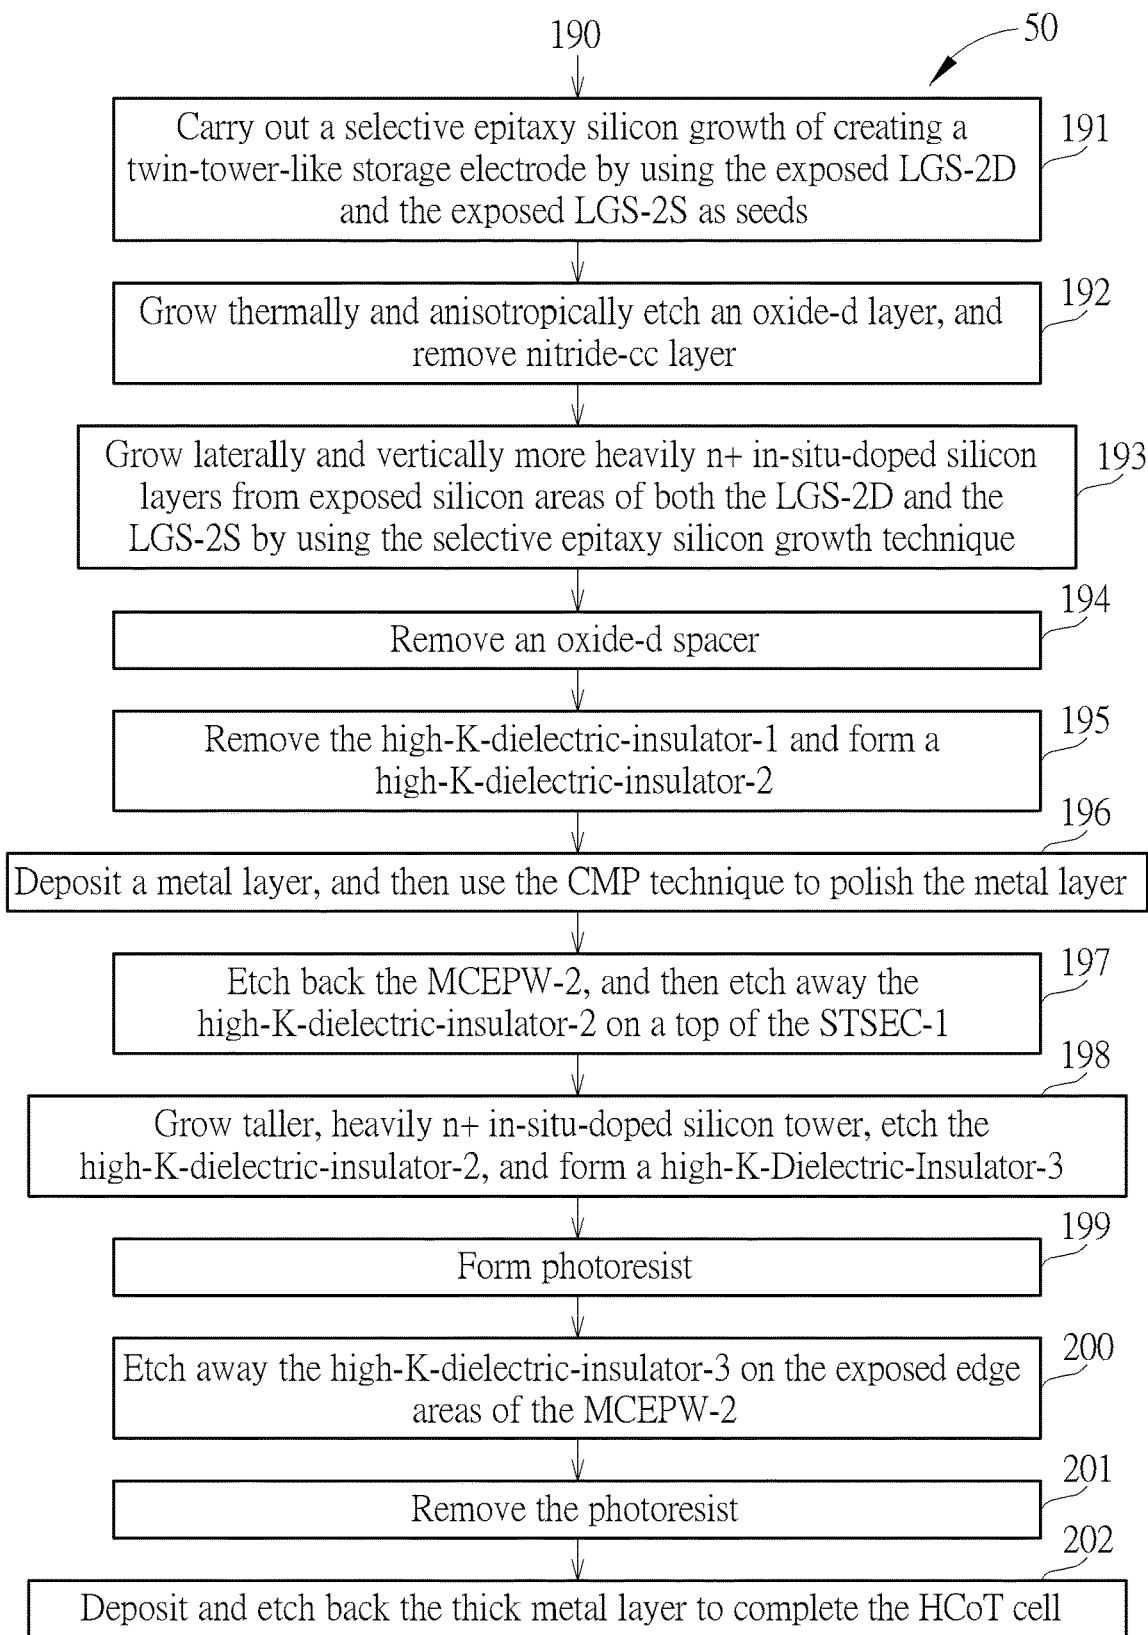 190
50
Carry out a selective epitaxy silicon growth of creating a
twin-tower-like storage electrode by using the exposed LGS-2D
and the exposed LGS-2S as seeds
191
Grow thermally and anisotropically etch an oxide-d layer, and
remove nitride-cc layer
192
Grow laterally and vertically more heavily n+ in-situ-doped silicon
layers from exposed silicon areas of both the LGS-2D and the
LGS-2S by using the selective epitaxy silicon growth technique
193
Remove an oxide-d spacer
194
Remove the high-K-dielectric-insulator-1 and form a
high-K-dielectric-insulator-2
195
Deposit a metal layer, and then use the CMP technique to polish the metal layer
196
Etch back the MCEPW-2, and then etch away the
high-K-dielectric-insulator-2 on a top of the STSEC-1
197
Grow taller, heavily n+ in-situ-doped silicon tower, etch the
high-K-dielectric-insulator-2, and form a high-K-Dielectric-Insulator-3
198
Form photoresist
199
Etch away the high-K-dielectric-insulator-3 on the exposed edge
areas of the MCEPW-2
200
Remove the photoresist
201
Deposit and etch back the thick metal layer to complete the HCoT cell
202